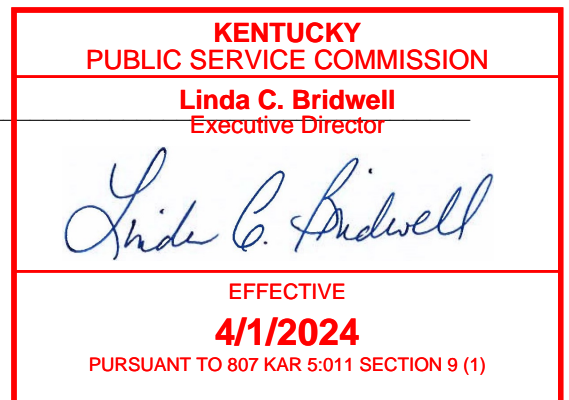 KENTUCKY
PUBLIC SERVICE COMMISSION
Linda C. Bridwell
Executive Director
Linda C. Bridwell
EFFECTIVE
4/1/2024
PURSUANT TO 807 KAR 5:011 SECTION 9 (1)